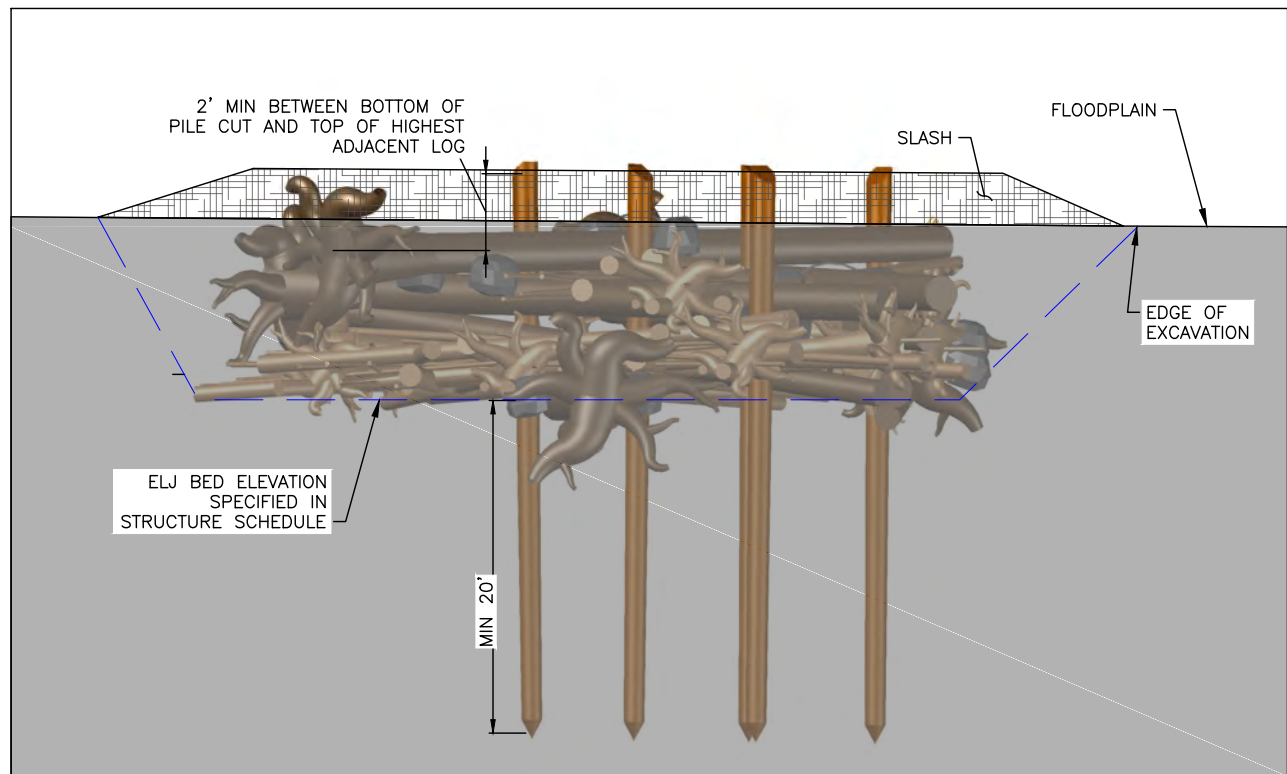 2' MIN BETWEEN BOTTOM OF
PILE CUT AND TOP OF HIGHEST
ADJACENT LOG
FLOODPLAIN
SLASH
EDGE OF
EXCAVATION
ELJ BED ELEVATION
SPECIFIED IN
STRUCTURE SCHEDULE
MIN 20'